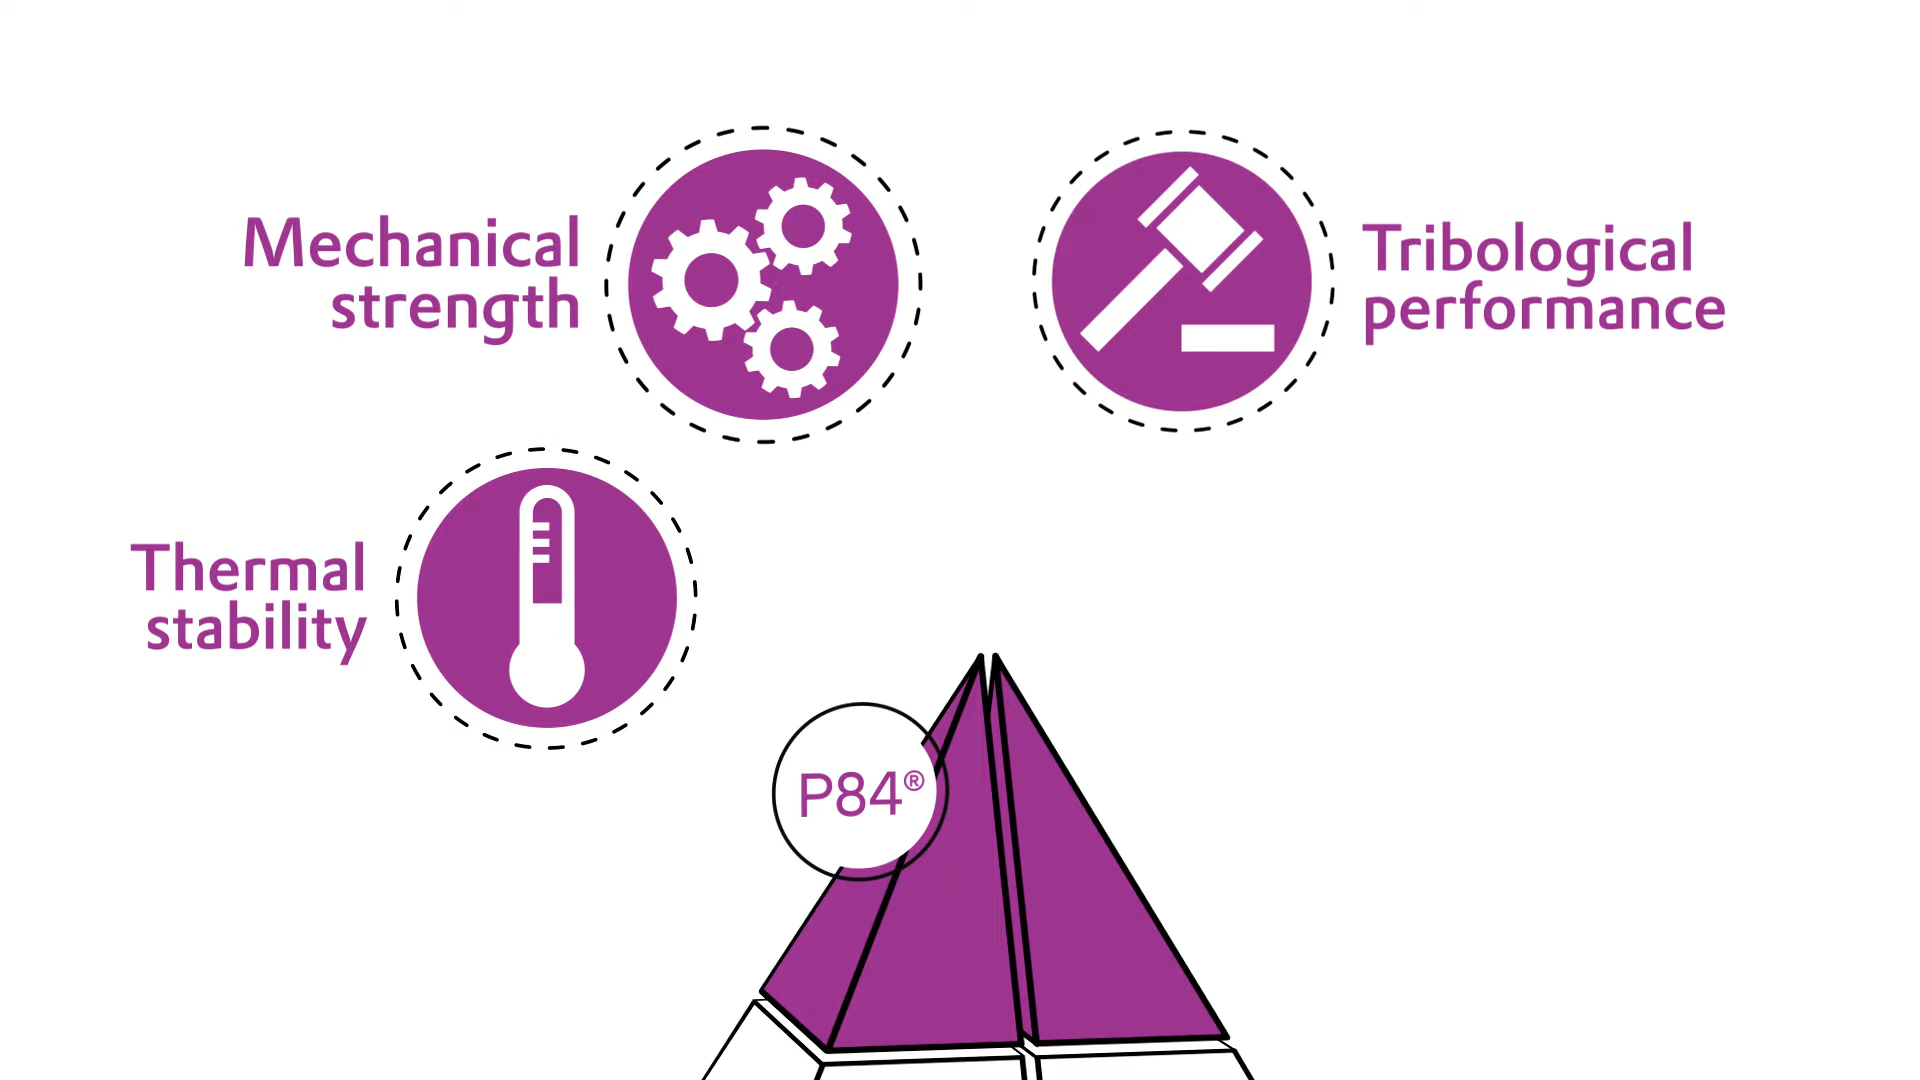 Mechanical
strength
Tribological
performance
Thermal
stability
P84®